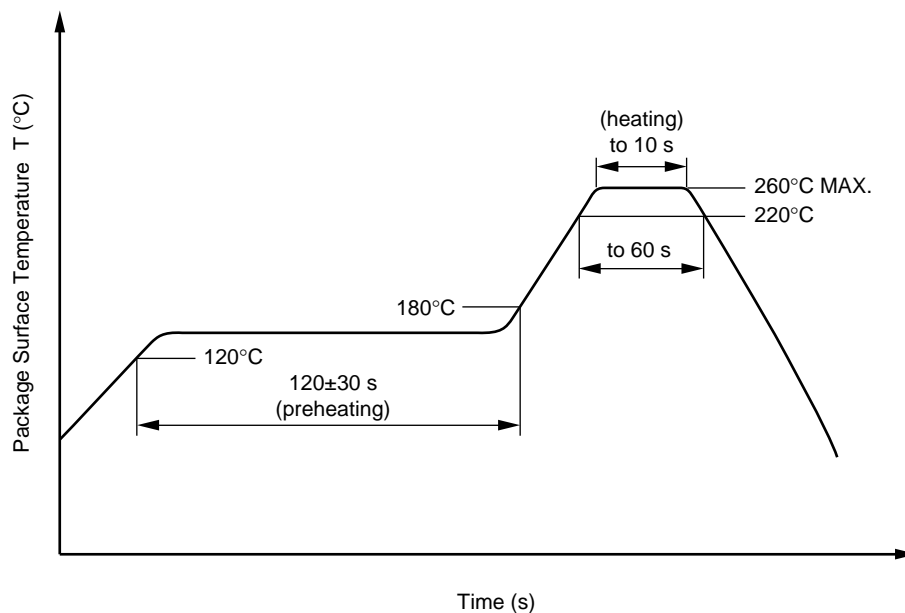 Package Surface Temperature T (°C)
(heating)
to 10 s
260°C MAX.
220°C
to 60 s
180°C
120°C
120±30 s
(preheating)
Time (s)